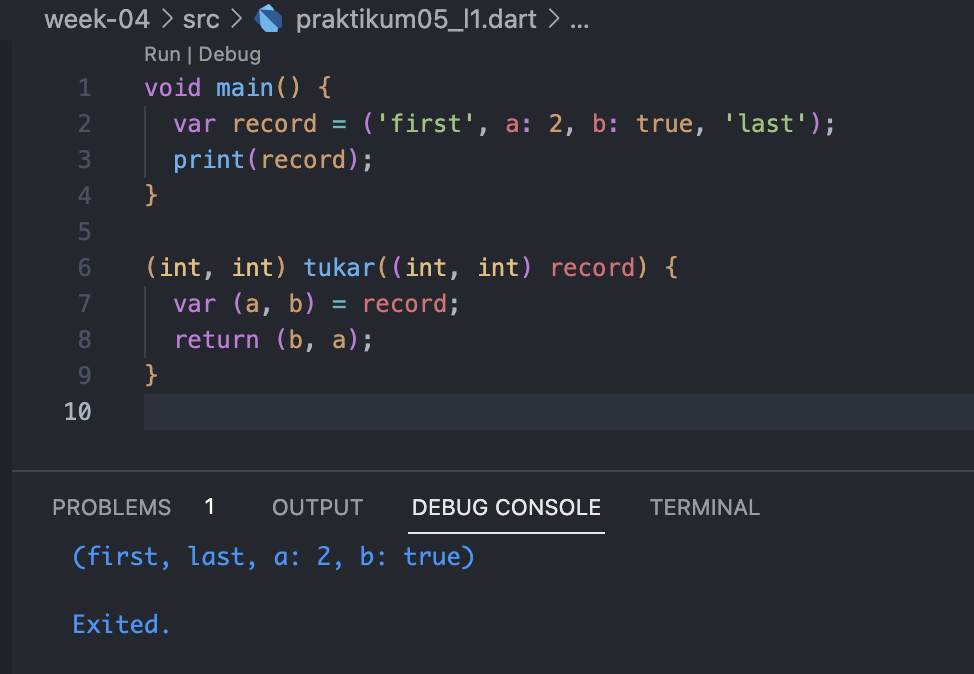 week-04 > src > praktikum05_l1.dart > ...
Run | Debug
1 void main() {
2   var record = ('first', a: 2, b: true, 'last');
3   print(record);
4 }
5
6 (int, int) tukar((int, int) record) {
7   var (a, b) = record;
8   return (b, a);
9 }
10
PROBLEMS 1 OUTPUT DEBUG CONSOLE TERMINAL
(first, last, a: 2, b: true)
Exited.